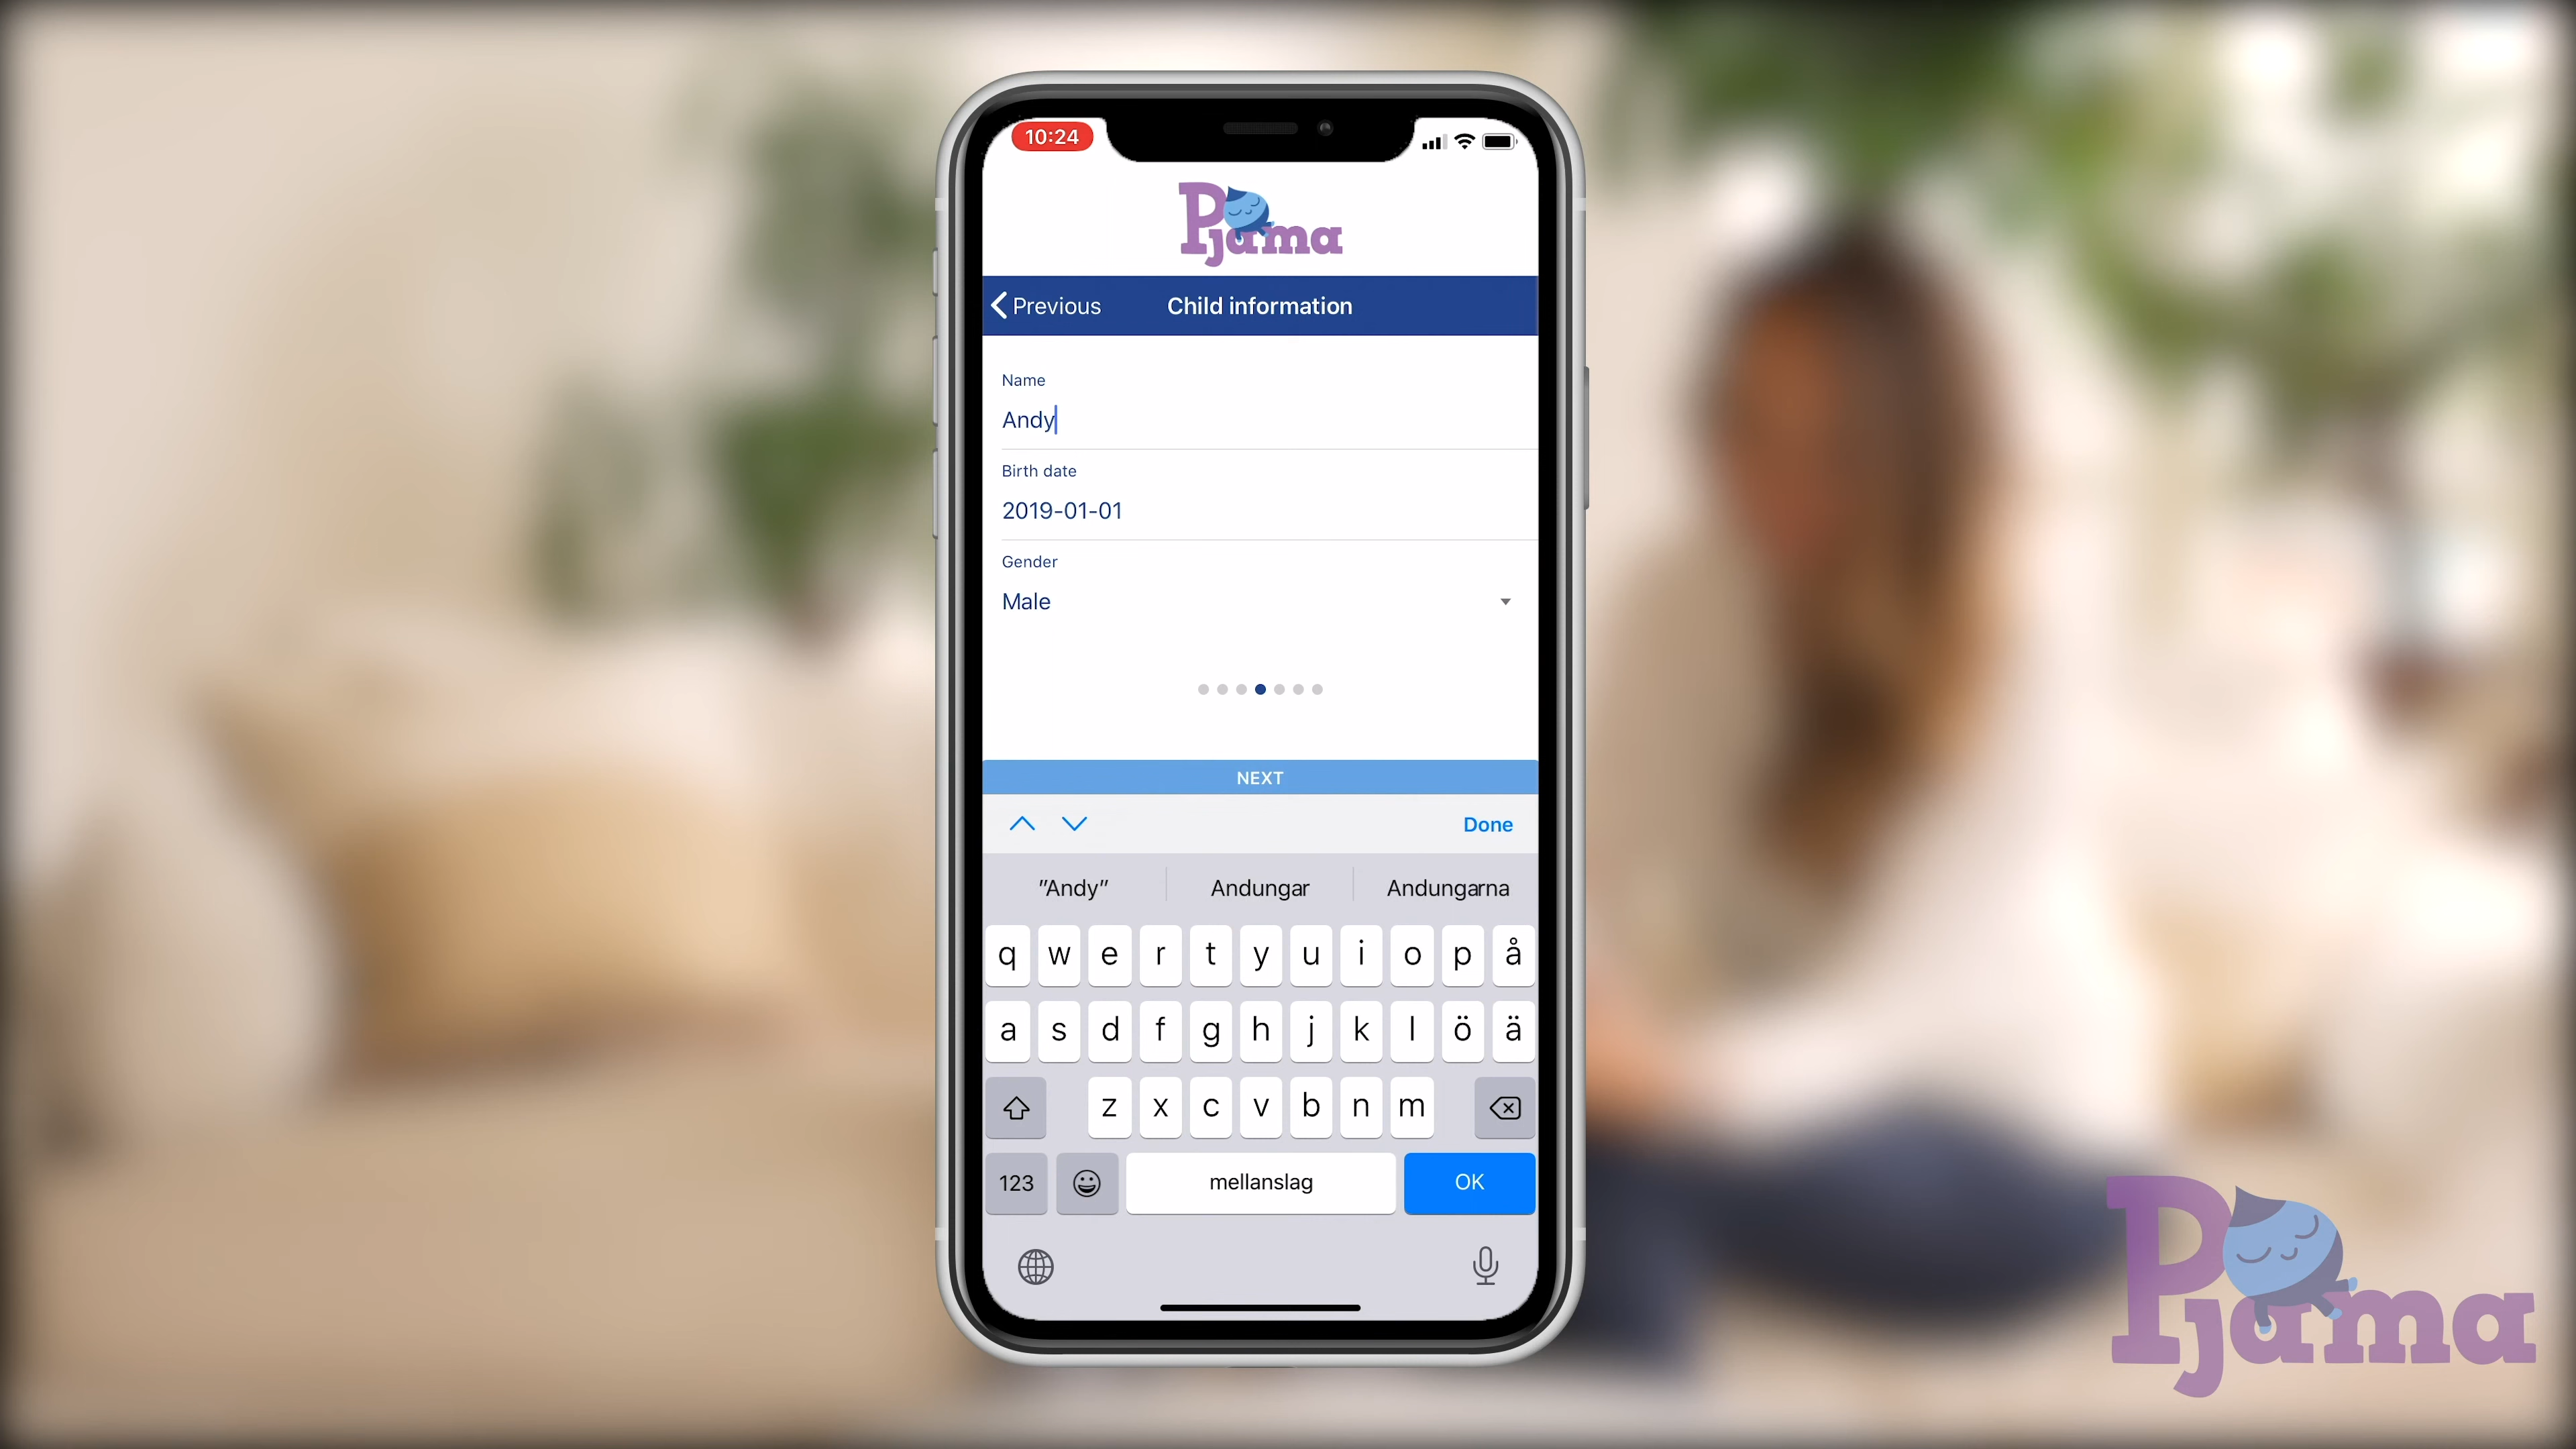 10:24
Pjama
Previous
Child information
Name
Andy
Birth date
2019-01-01
Gender
Male
NEXT
Done
"Andy" Andungar Andungarna
q w e r t y u i o p å
a s d f g h j k l ö ä
z x c v b n m
123 mellanslag OK
Pjama